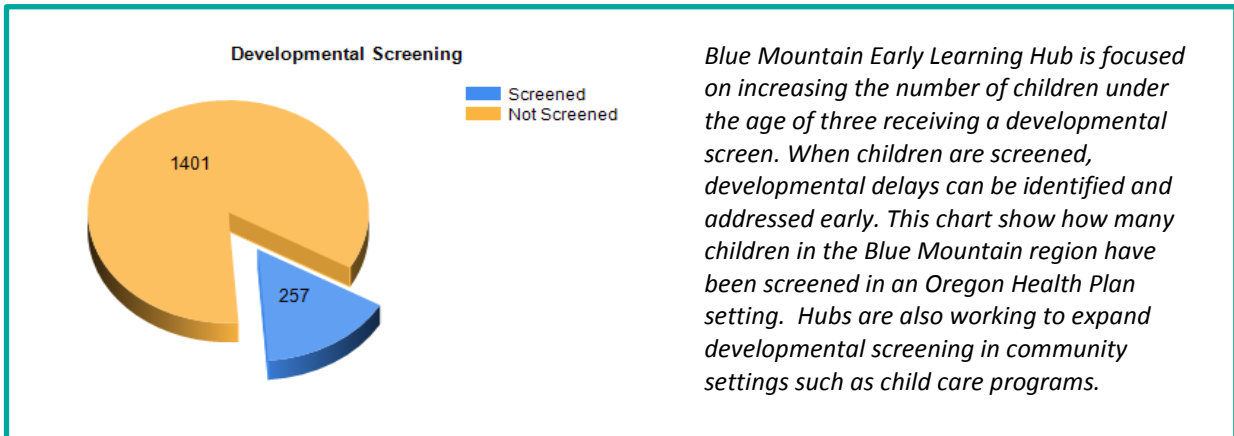 Developmental Screening
Screened
Not Screened
1401
257
Blue Mountain Early Learning Hub is focused
on increasing the number of children under
the age of three receiving a developmental
screen. When children are screened,
developmental delays can be identified and
addressed early. This chart show how many
children in the Blue Mountain region have
been screened in an Oregon Health Plan
setting.  Hubs are also working to expand
developmental screening in community
settings such as child care programs.